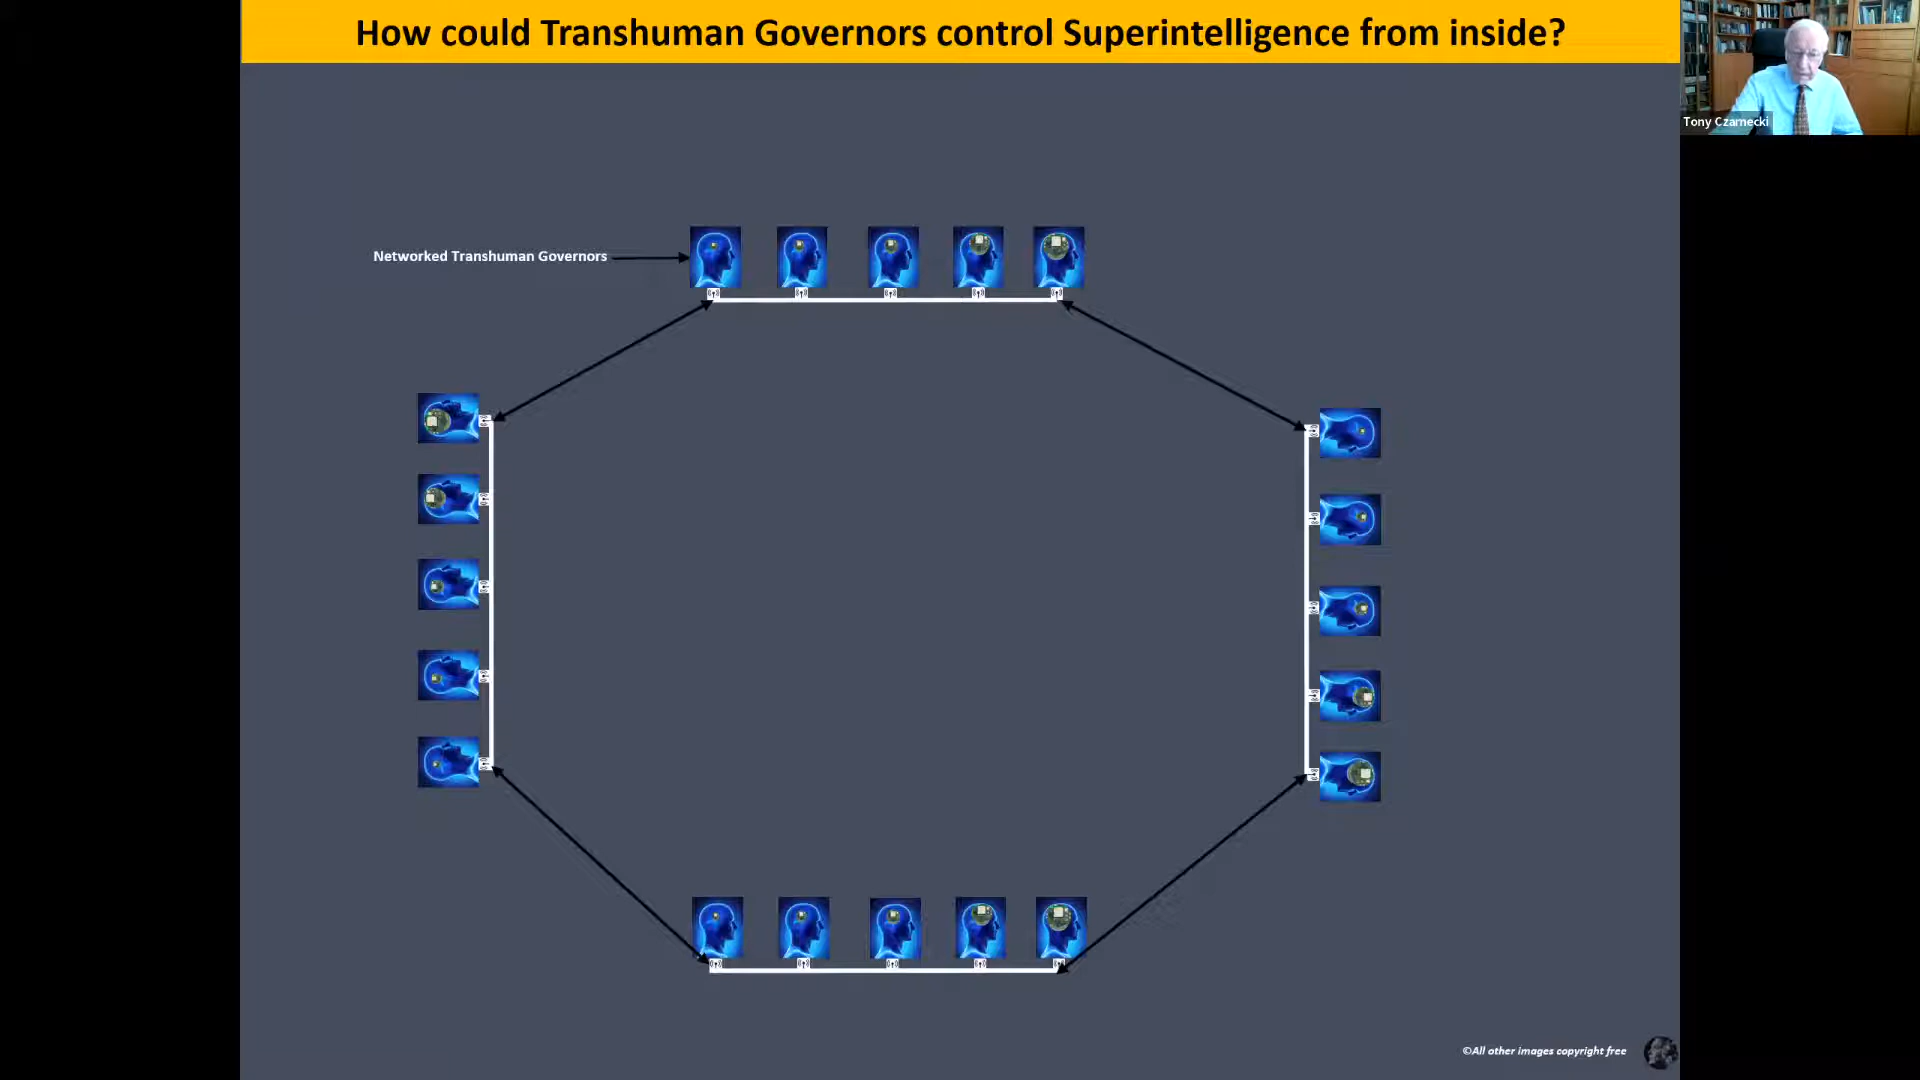 How could Transhuman Governors control Superintelligence from inside?
Tony Czarnecki
Networked Transhuman Governors
©All other images copyright free